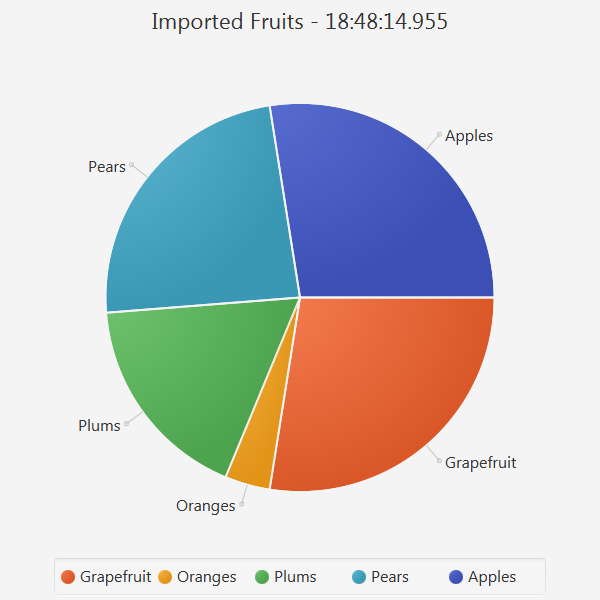 Imported Fruits - 18:48:14.955
Apples
Pears
Plums
Grapefruit
Oranges
Grapefruit Oranges Plums Pears Apples